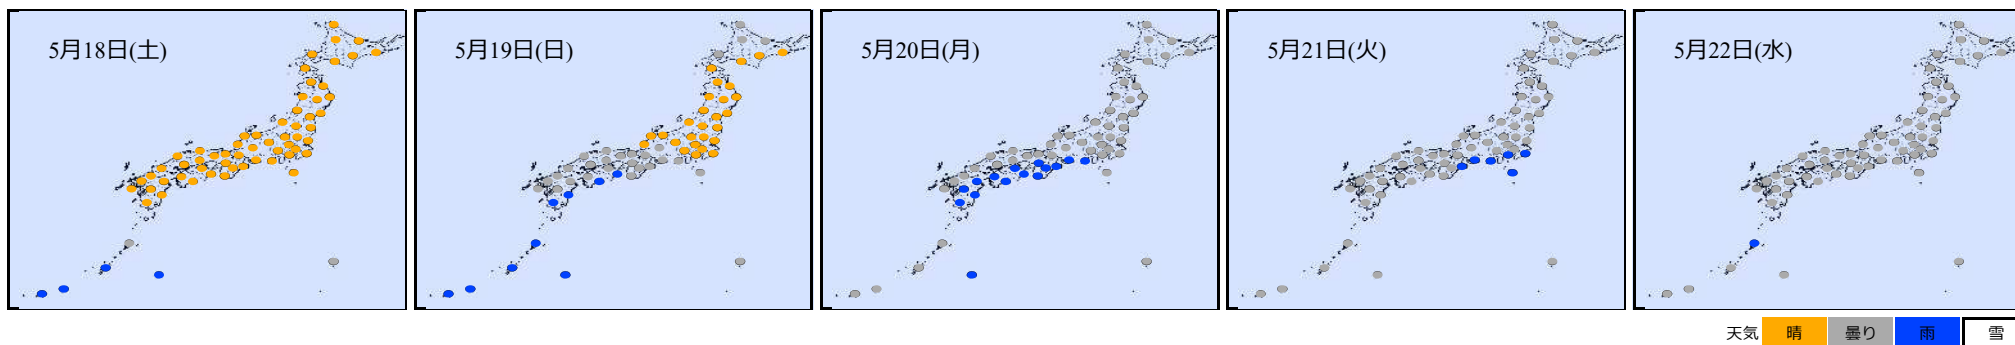 5月18日(土)
5月19日(日)
5月20日(月)
5月21日(火)
5月22日(水)
天気 晴 曇り 雨 雪